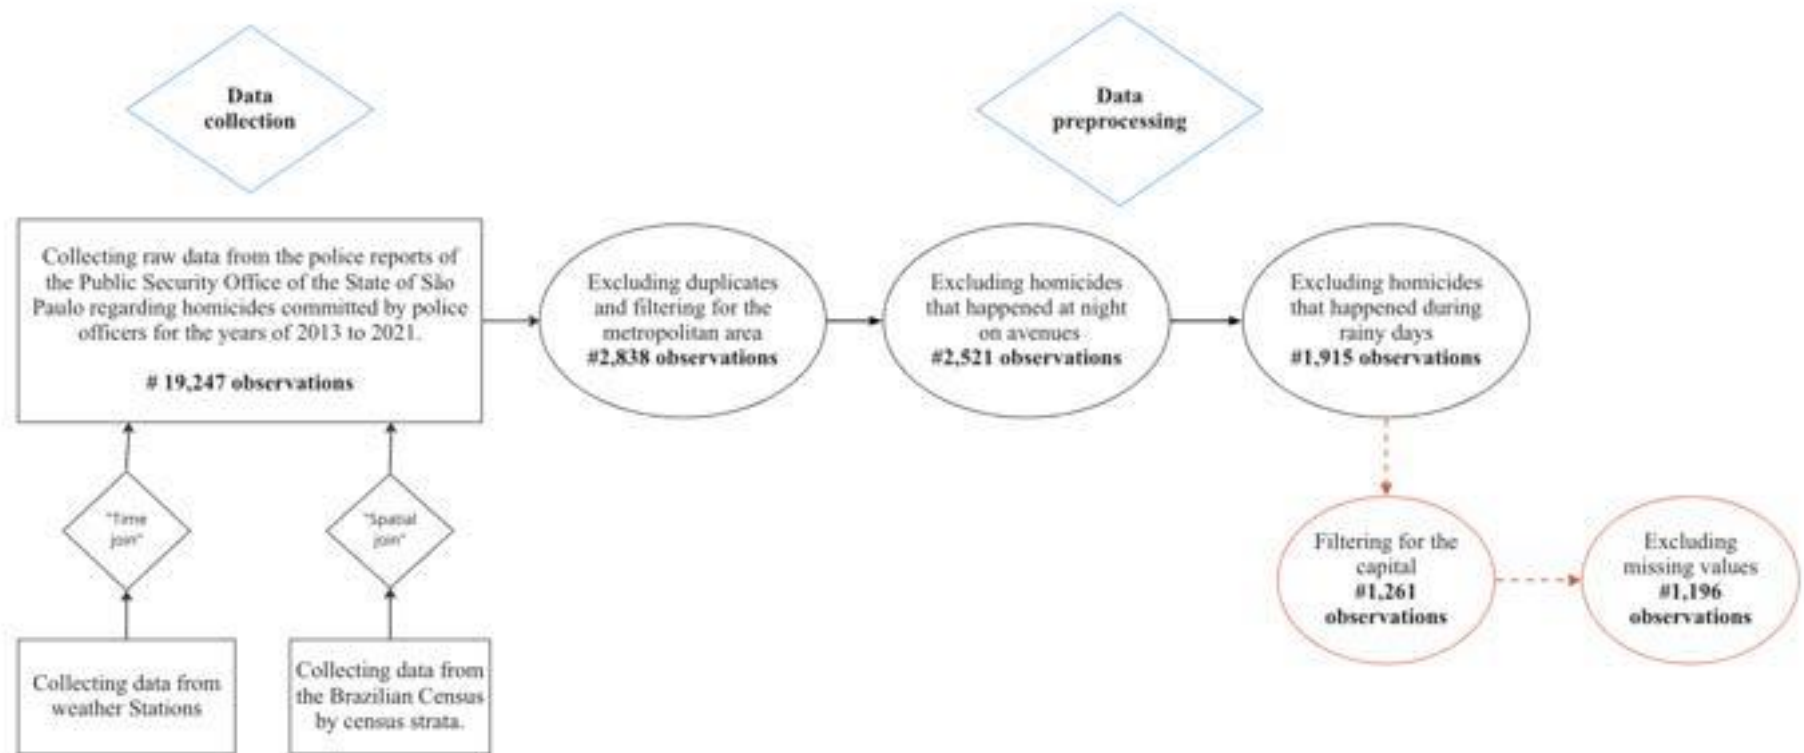 Data
collection
Data
preprocessing
Collecting raw data from the police reports of
the Public Security Office of the State of São
Paulo regarding homicides committed by police
officers for the years of 2013 to 2021.
# 19,247 observations
Excluding duplicates
and filtering for the
metropolitan area
#2,838 observations
Excluding homicides
that happened at night
on avenues
#2,521 observations
Excluding homicides
that happened during
rainy days
#1,915 observations
"Time
join"
"Spatial
join"
Filtering for the
capital
#1,261
observations
Excluding
missing values
#1,196
observations
Collecting data from
weather Stations
Collecting data from
the Brazilian Census
by census strata.